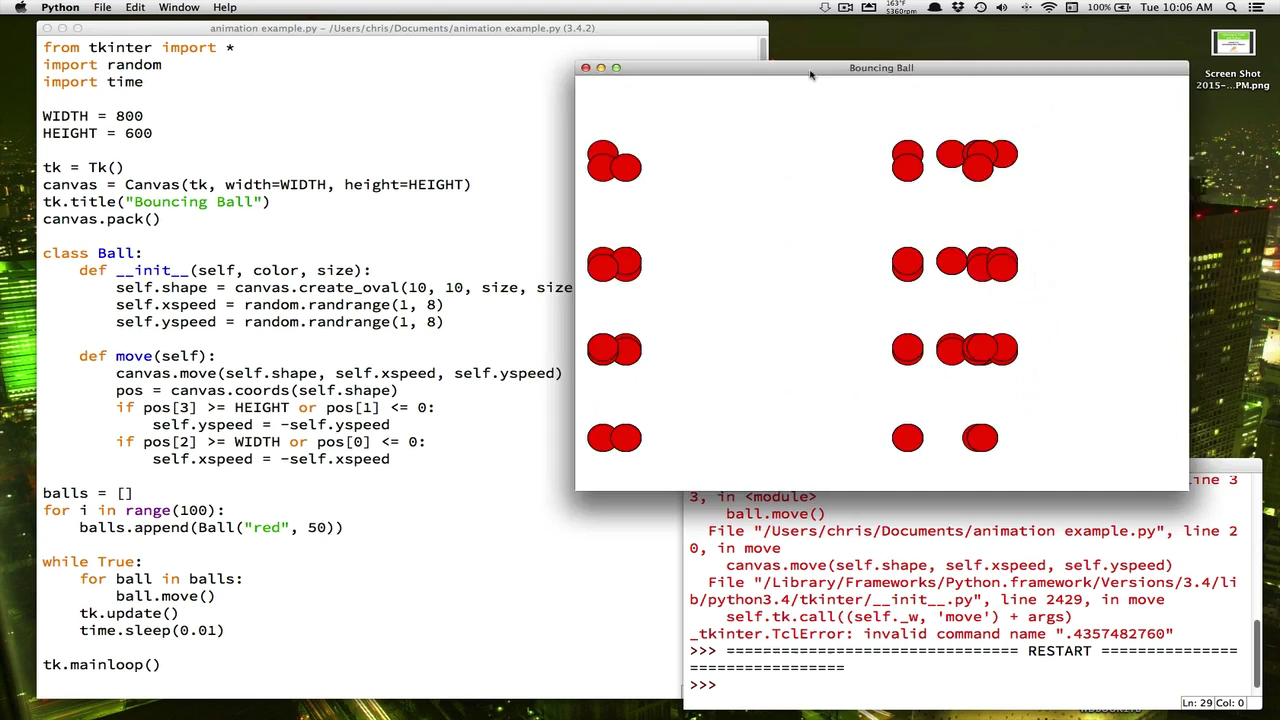 Python File Edit Window Help
163°F
5360rpm
100%
Tue 10:06 AM
animation example.py - /Users/chris/Documents/animation example.py (3.4.2)
from tkinter import *
import random
import time
WIDTH = 800
HEIGHT = 600
tk = Tk()
canvas = Canvas(tk, width=WIDTH, height=HEIGHT)
tk.title("Bouncing Ball")
canvas.pack()
class Ball:
def __init__(self, color, size):
self.shape = canvas.create_oval(10, 10, size, size
self.xspeed = random.randrange(1, 8)
self.yspeed = random.randrange(1, 8)
def move(self):
canvas.move(self.shape, self.xspeed, self.yspeed)
pos = canvas.coords(self.shape)
if pos[3] >= HEIGHT or pos[1] <= 0:
self.yspeed = -self.yspeed
if pos[2] >= WIDTH or pos[0] <= 0:
self.xspeed = -self.xspeed
balls = []
for i in range(100):
balls.append(Ball("red", 50))
while True:
for ball in balls:
ball.move()
tk.update()
time.sleep(0.01)
tk.mainloop()
Bouncing Ball
Screen Shot
2015-...PM.png
line 3
3, in <module>
ball.move()
File "/Users/chris/Documents/animation example.py", line 2
0, in move
canvas.move(self.shape, self.xspeed, self.yspeed)
File "/Library/Frameworks/Python.framework/Versions/3.4/li
b/python3.4/tkinter/__init__.py", line 2429, in move
self.tk.call((self._w, 'move') + args)
_tkinter.TclError: invalid command name ".4357482760"
>>> ================================ RESTART ================================
>>>
Ln: 29 Col: 0